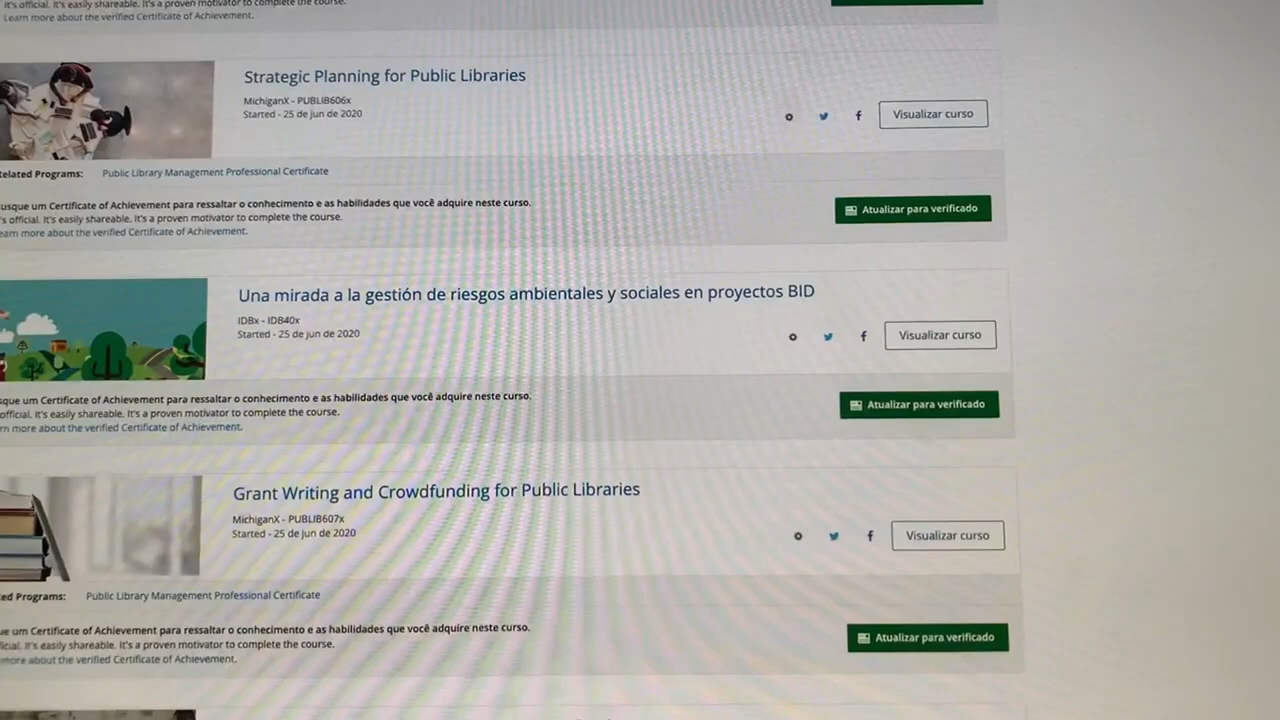 It's official. It's easily shareable. It's a proven motivator to complete the course.
Learn more about the verified Certificate of Achievement.
Strategic Planning for Public Libraries
MichiganX - PUBLIB606x
Started - 25 de jun de 2020
Visualizar curso
elated Programs: Public Library Management Professional Certificate
usque um Certificate of Achievement para ressaltar o conhecimento e as habilidades que você adquire neste curso.
's official. It's easily shareable. It's a proven motivator to complete the course.
earn more about the verified Certificate of Achievement.
Atualizar para verificado
Una mirada a la gestión de riesgos ambientales y sociales en proyectos BID
IDBx - IDB40x
Started - 25 de jun de 2020
Visualizar curso
sque um Certificate of Achievement para ressaltar o conhecimento e as habilidades que você adquire neste curso.
official. It's easily shareable. It's a proven motivator to complete the course.
rn more about the verified Certificate of Achievement.
Atualizar para verificado
Grant Writing and Crowdfunding for Public Libraries
MichiganX - PUBLIB607x
Started - 25 de jun de 2020
Visualizar curso
ed Programs: Public Library Management Professional Certificate
ue um Certificate of Achievement para ressaltar o conhecimento e as habilidades que você adquire neste curso.
icial. It's easily shareable. It's a proven motivator to complete the course.
more about the verified Certificate of Achievement.
Atualizar para verificado